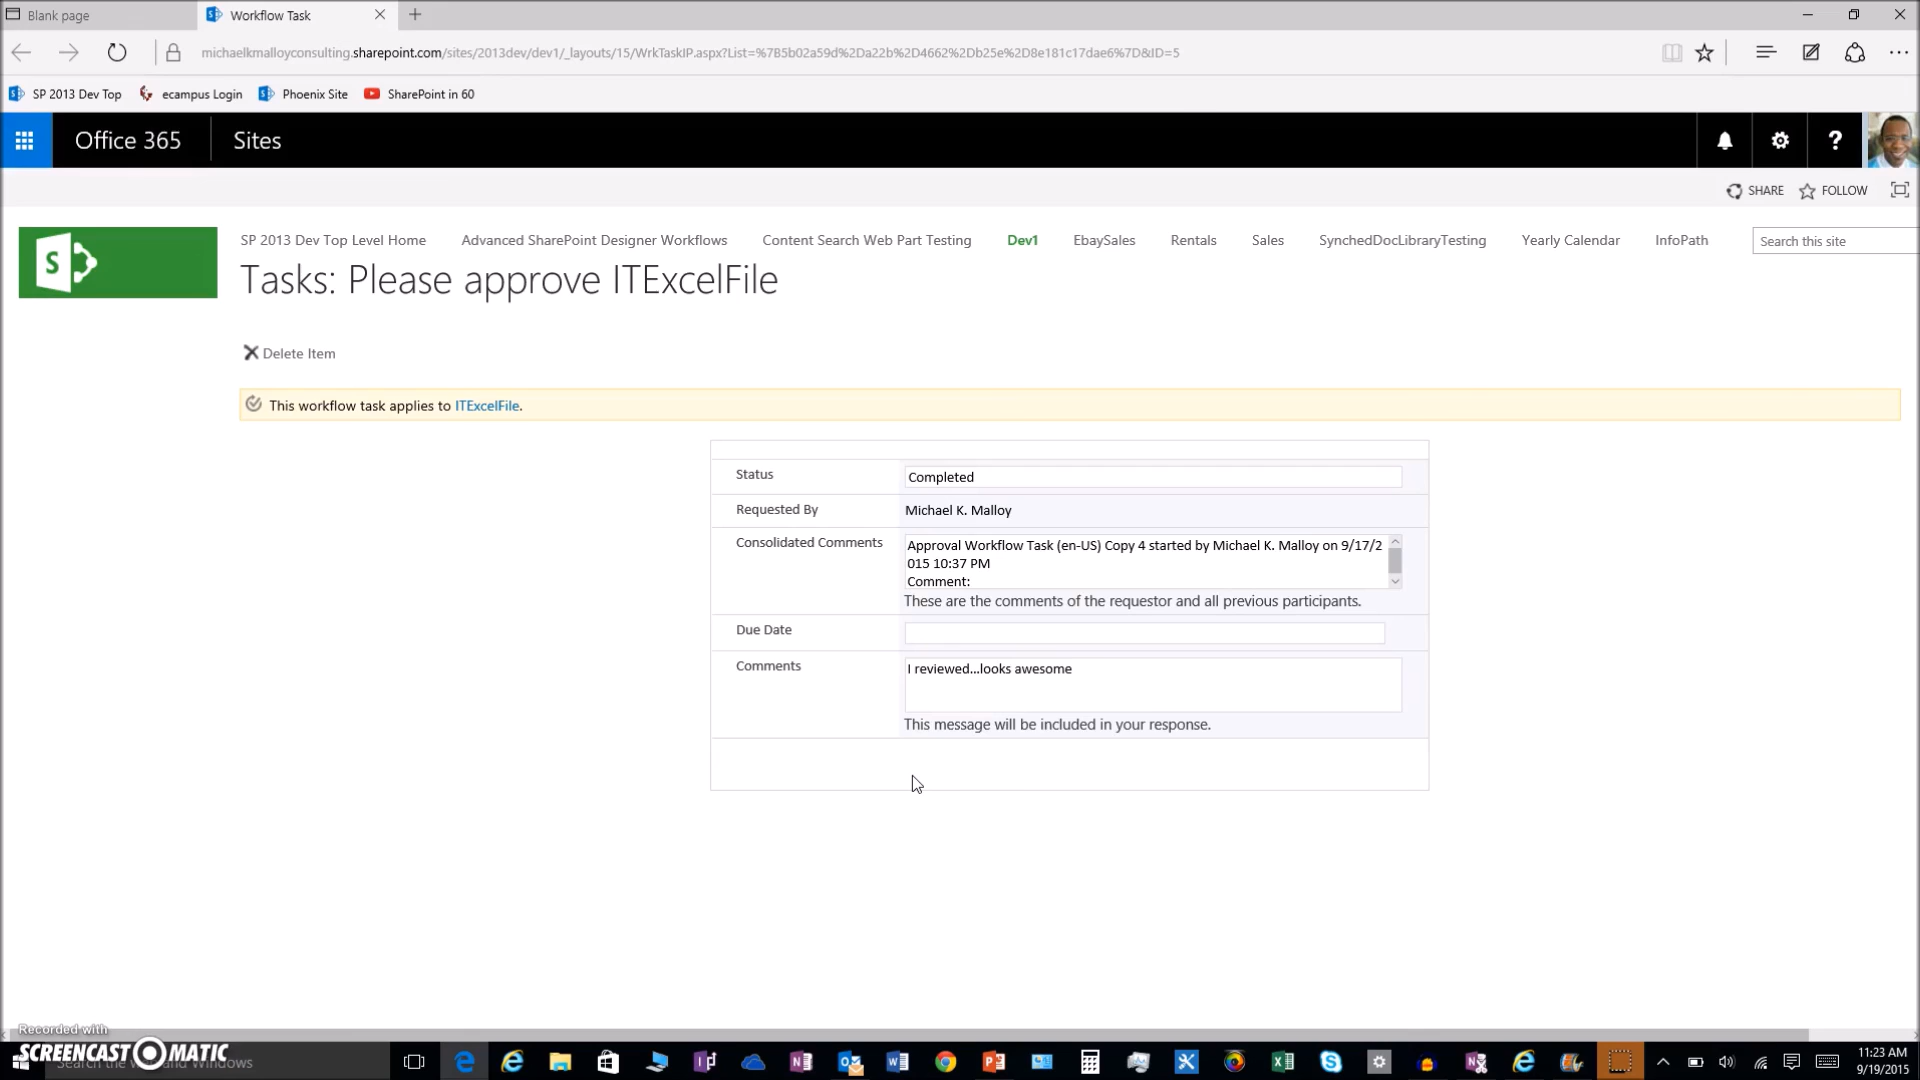 Blank page
Workflow Task
michaelkmalloyconsulting.sharepoint.com/sites/2013dev/dev1/_layouts/15/WrkTaskIP.aspx?List=%7B5b02a59d%2Da22b%2D4662%2Db25e%2D8e181c17dae6%7D&ID=5
SP 2013 Dev Top
ecampus Login
Phoenix Site
SharePoint in 60
Office 365
Sites
?
SHARE
FOLLOW
S
SP 2013 Dev Top Level Home
Advanced SharePoint Designer Workflows
Content Search Web Part Testing
Dev1
EbaySales
Rentals
Sales
SynchedDocLibraryTesting
Yearly Calendar
InfoPath
Search this site
Tasks: Please approve ITExcelFile
Delete Item
This workflow task applies to ITExcelFile.
Status
Completed
Requested By
Michael K. Malloy
Consolidated Comments
Approval Workflow Task (en-US) Copy 4 started by Michael K. Malloy on 9/17/2
015 10:37 PM
Comment:
These are the comments of the requestor and all previous participants.
Due Date
Comments
I reviewed...looks awesome
This message will be included in your response.
Recorded with
SCREENCAST MATIC
11:23 AM
9/19/2015